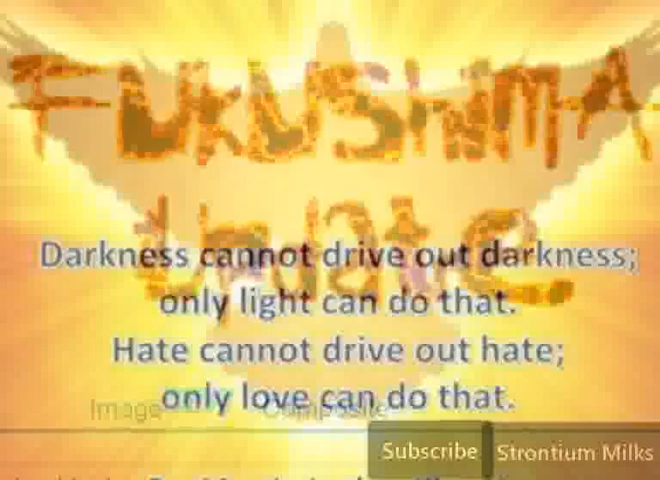 FUKUSHIMA
Update
Darkness cannot drive out darkness;
only light can do that.
Hate cannot drive out hate;
only love can do that.
Image Composite
Subscribe Strontium Milks